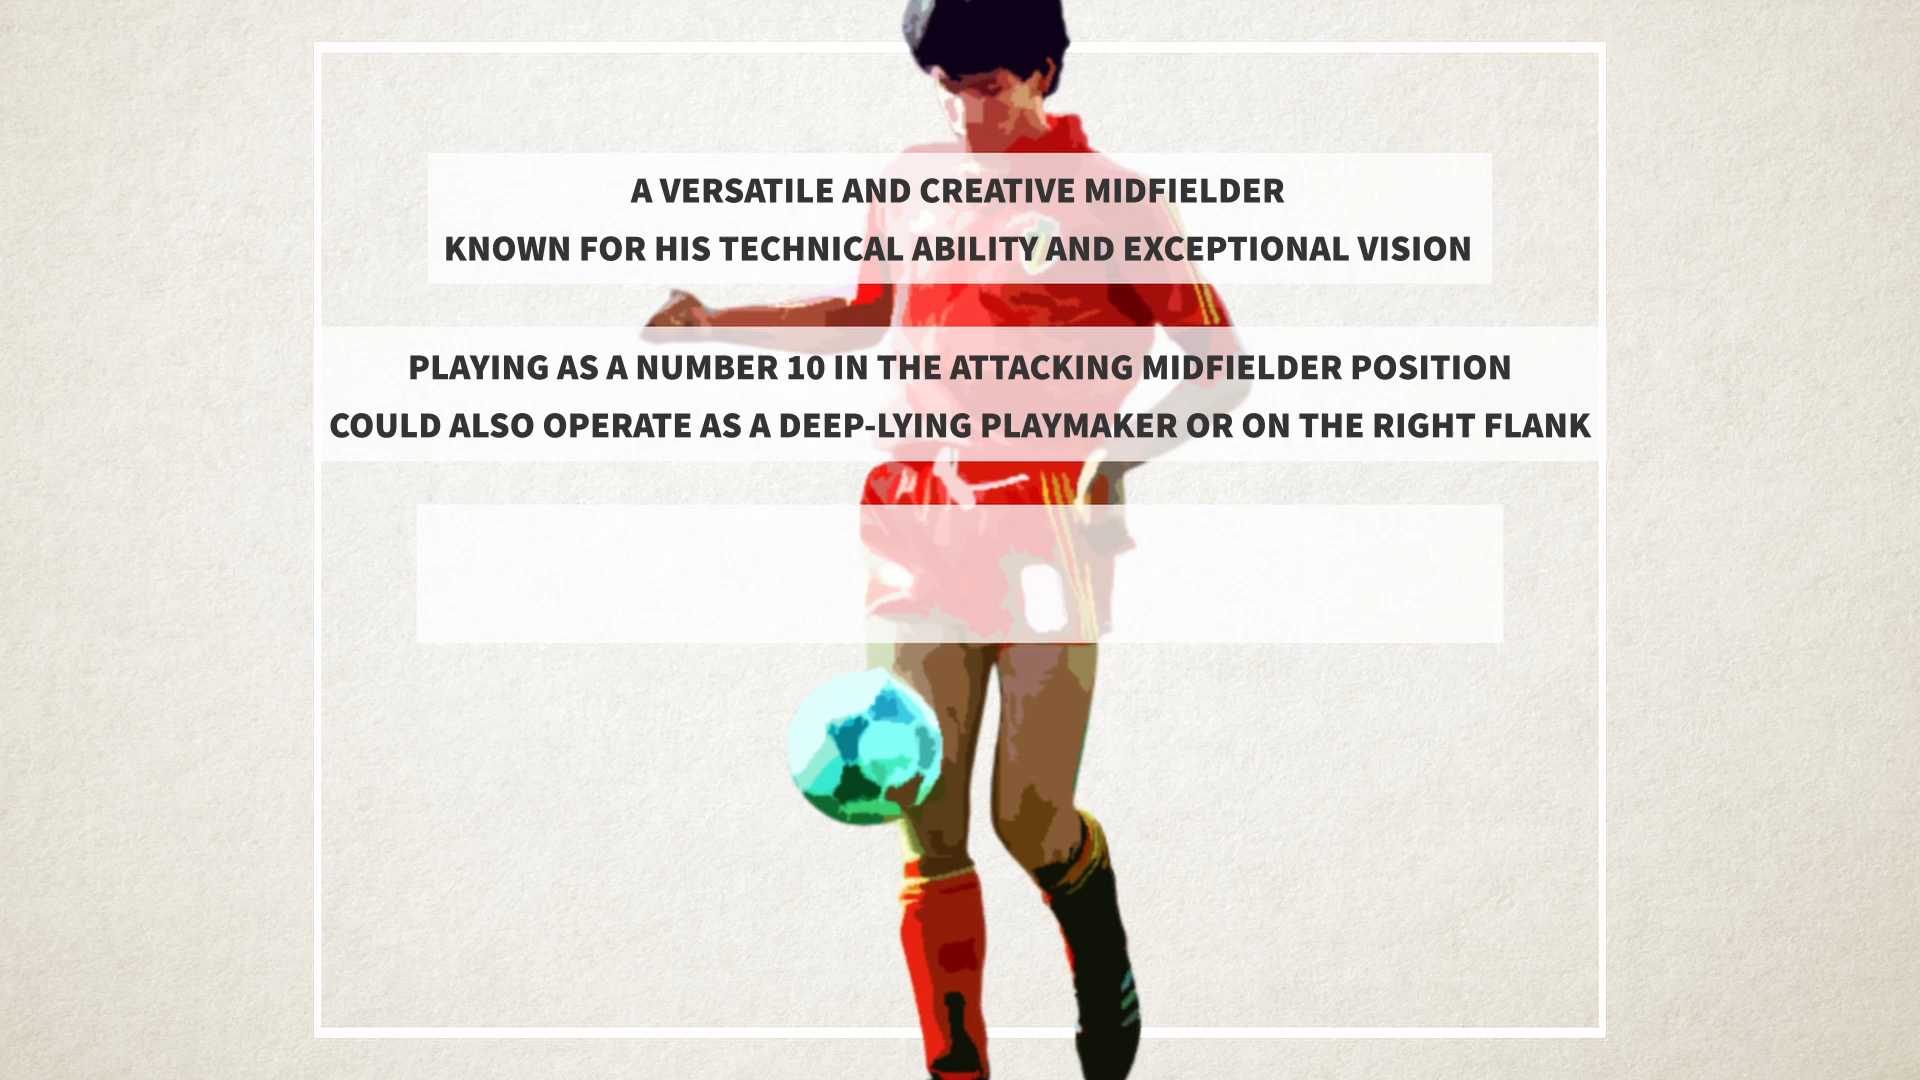 A VERSATILE AND CREATIVE MIDFIELDER
KNOWN FOR HIS TECHNICAL ABILITY AND EXCEPTIONAL VISION
PLAYING AS A NUMBER 10 IN THE ATTACKING MIDFIELDER POSITION
COULD ALSO OPERATE AS A DEEP-LYING PLAYMAKER OR ON THE RIGHT FLANK